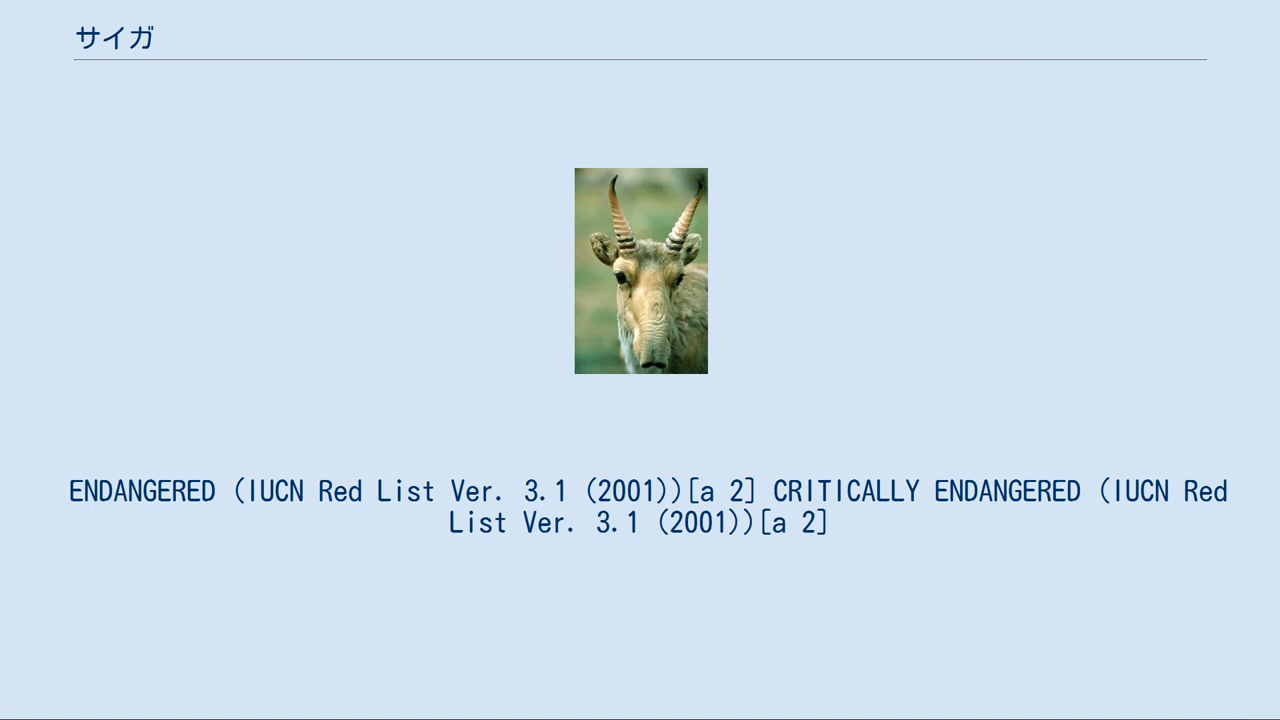 サイガ
ENDANGERED (IUCN Red List Ver. 3.1 (2001))[a 2] CRITICALLY ENDANGERED (IUCN Red
List Ver. 3.1 (2001))[a 2]